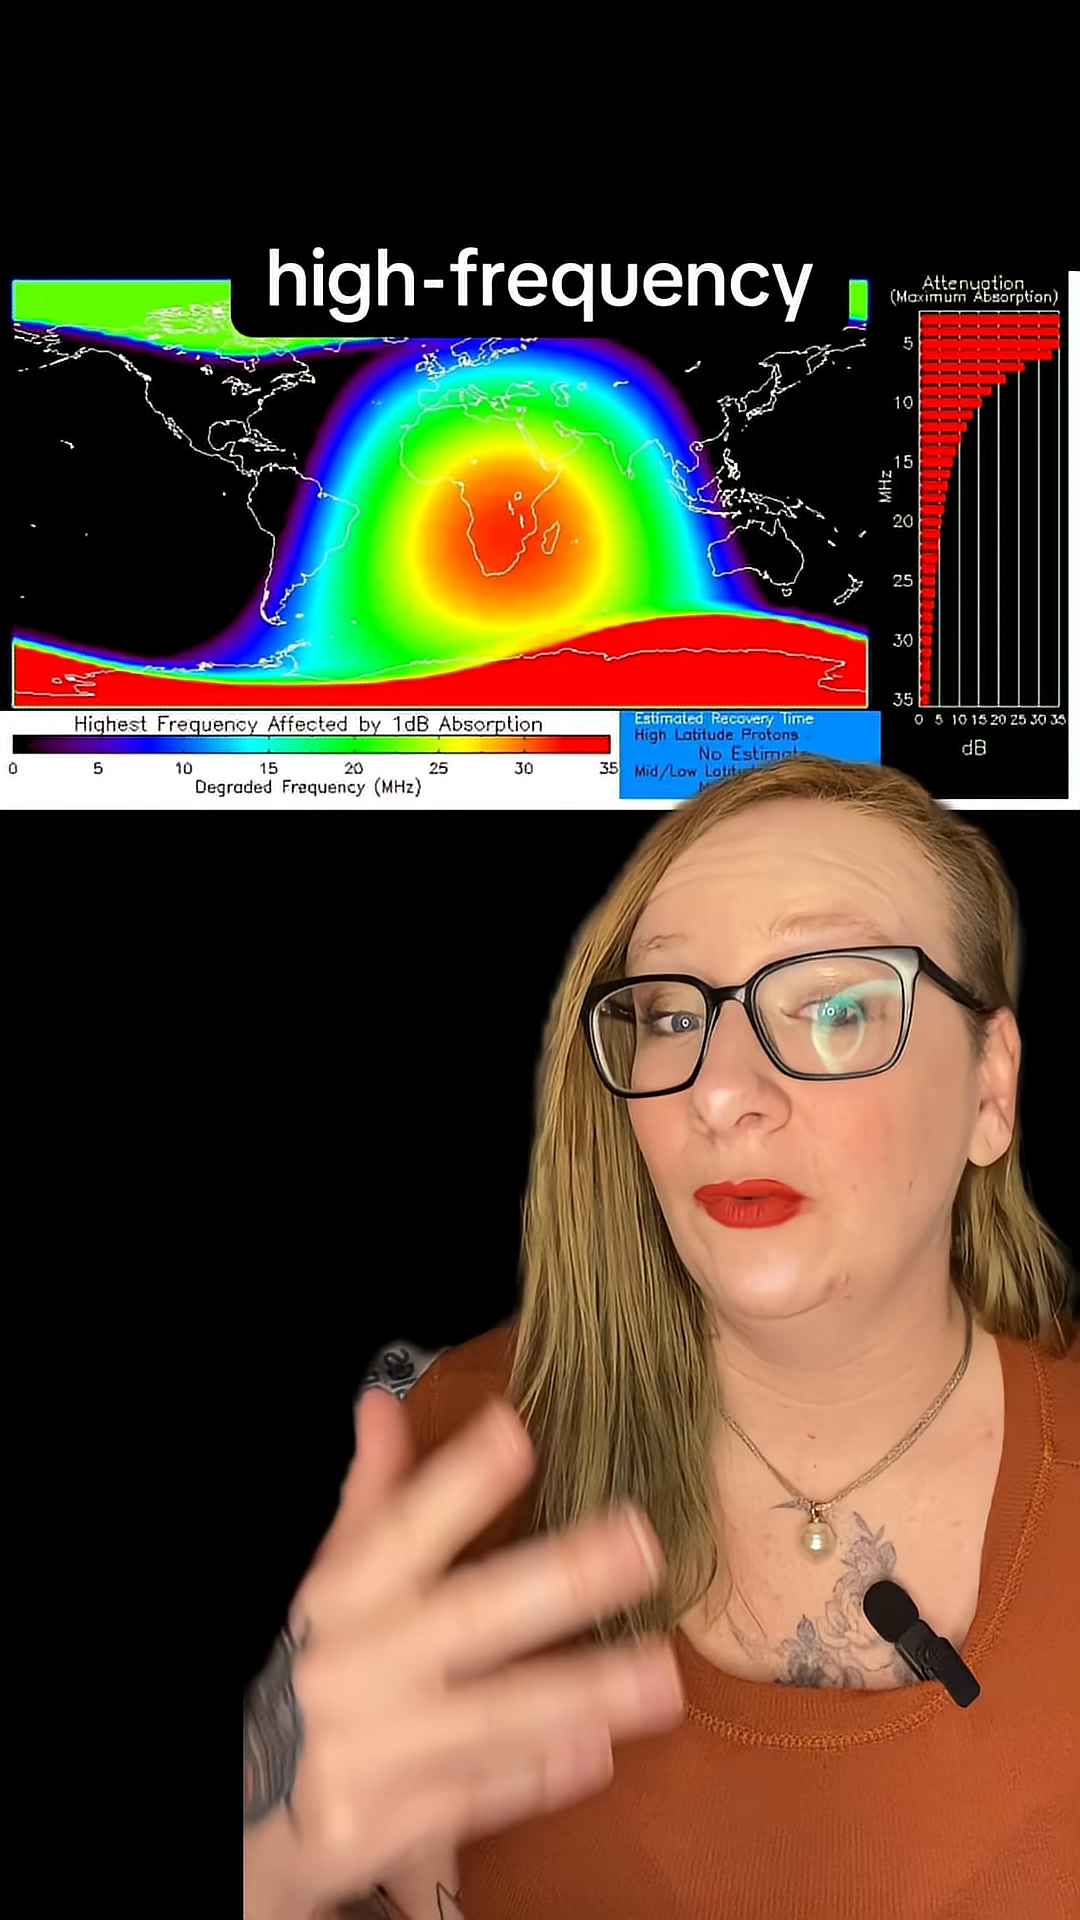 high-frequency
Attenuation
(Maximum Absorption)
5
10
15
20
25
30
35
MHz
0 5 10 15 20 25 30 35
dB
Highest Frequency Affected by 1dB Absorption
0 5 10 15 20 25 30 35
Degraded Frequency (MHz)
Estimated Recovery Time
High Latitude Protons
No Estimate
Mid/Low